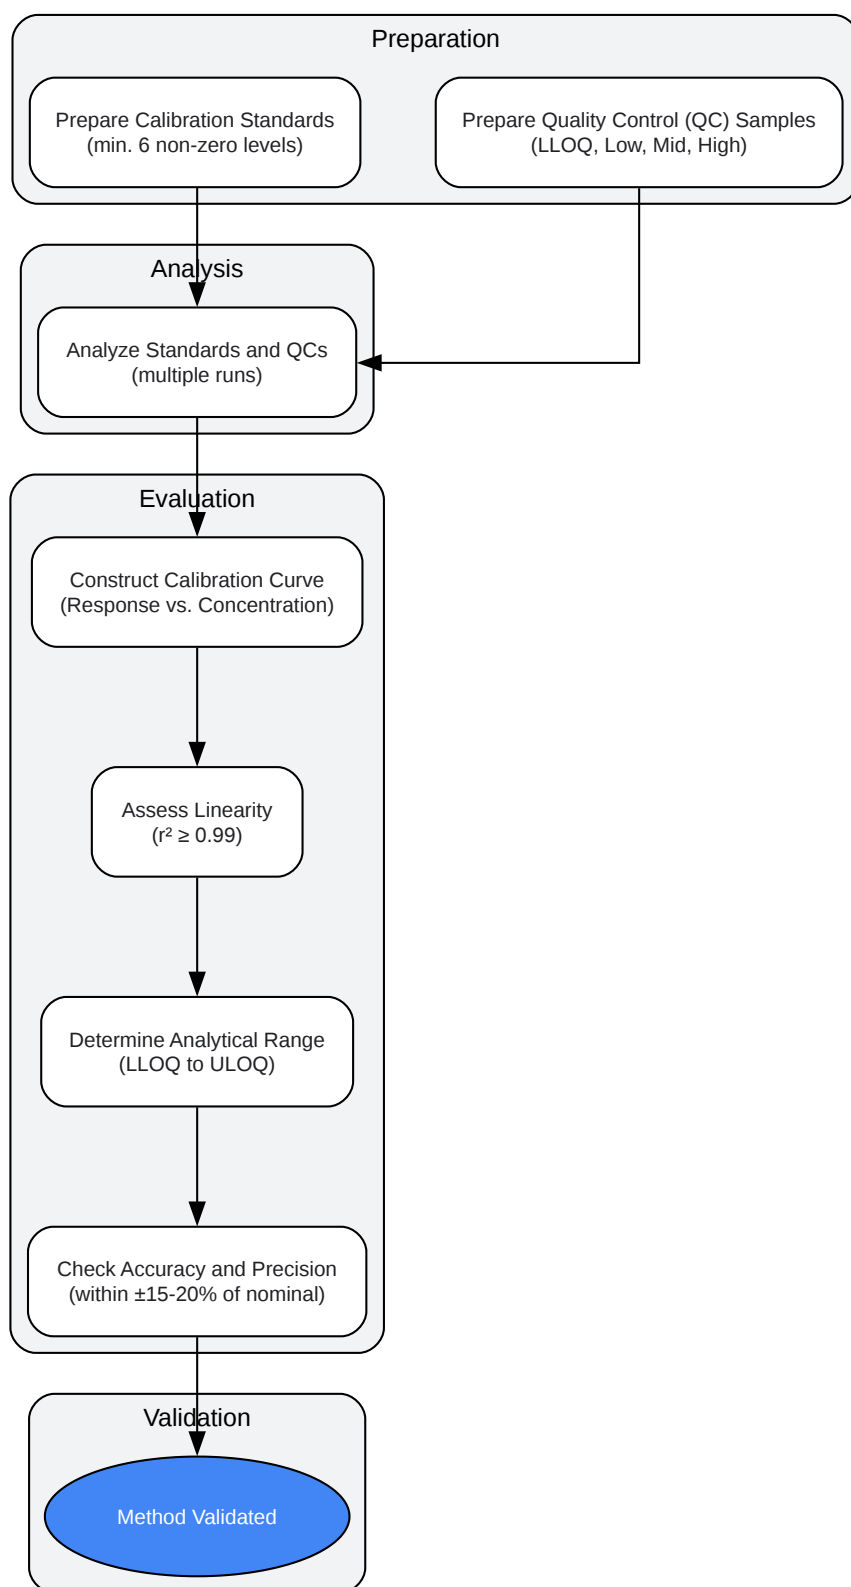 Preparation
Prepare Calibration Standards
(min. 6 non-zero levels)
Prepare Quality Control (QC) Samples
(LLOQ, Low, Mid, High)
Analysis
Analyze Standards and QCs
(multiple runs)
Evaluation
Construct Calibration Curve
(Response vs. Concentration)
Assess Linearity
(r² ≥ 0.99)
Determine Analytical Range
(LLOQ to ULOQ)
Check Accuracy and Precision
(within ±15-20% of nominal)
Validation
Method Validated